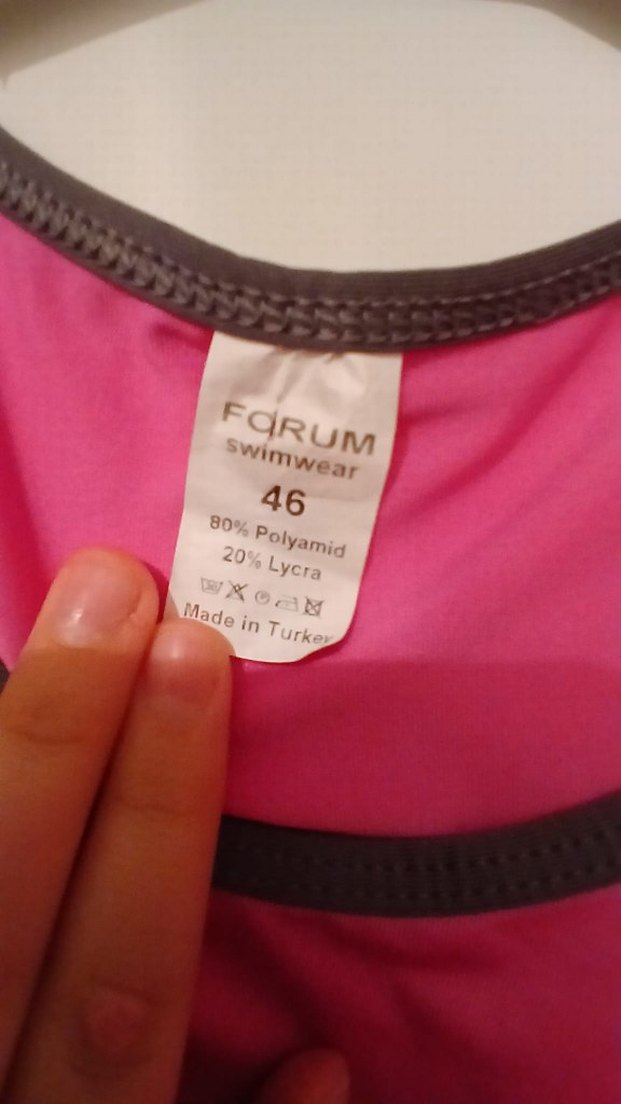 FORUM
swimwear
46
80% Polyamid
20% Lycra
Made in Turkey